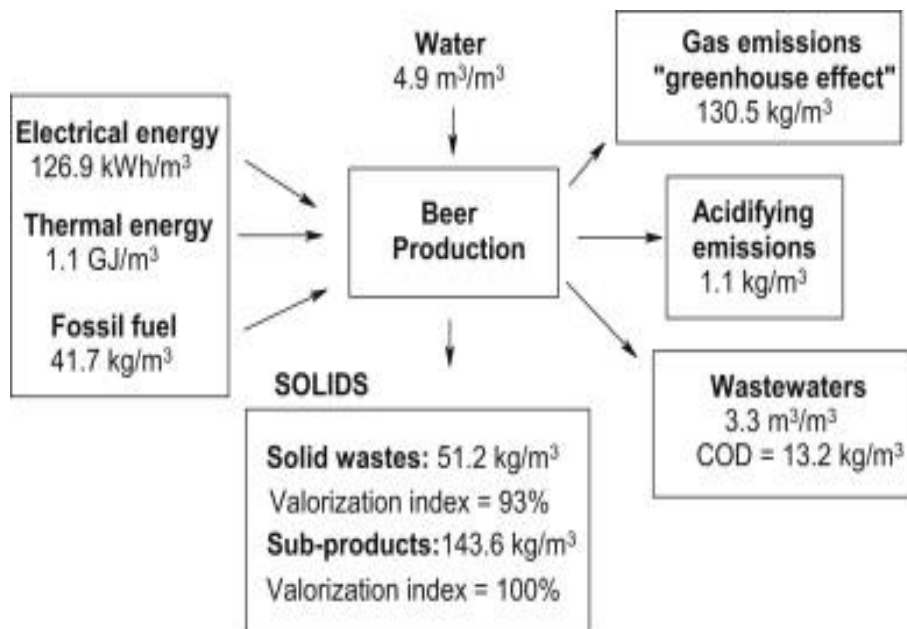 Water
4.9 m³/m³
Gas emissions
"greenhouse effect"
130.5 kg/m³
Electrical energy
126.9 kWh/m³
Thermal energy
1.1 GJ/m³
Fossil fuel
41.7 kg/m³
Beer
Production
Acidifying
emissions
1.1 kg/m³
Wastewaters
3.3 m³/m³
COD = 13.2 kg/m³
SOLIDS
Solid wastes: 51.2 kg/m³
Valorization index = 93%
Sub-products:143.6 kg/m³
Valorization index = 100%